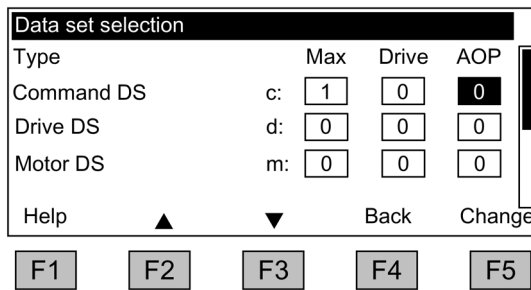 Data set selection
Type Max Drive AOP
Command DS c: 1 0 0
Drive DS d: 0 0 0
Motor DS m: 0 0 0
Help ▲ ▼ Back Change
F1 F2 F3 F4 F5